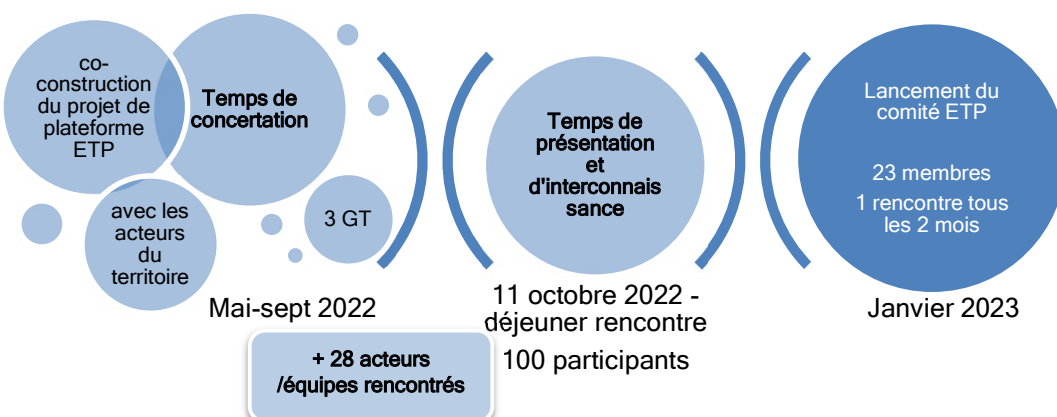 co-
construction
du projet de
plateforme
ETP
Temps de
concertation
avec les
acteurs
du
territoire
3 GT
Mai-sept 2022
+ 28 acteurs
/équipes rencontrés
Temps de
présentation
et
d'interconnais
sance
11 octobre 2022 -
déjeuner rencontre
100 participants
Lancement du
comité ETP
23 membres
1 rencontre tous
les 2 mois
Janvier 2023